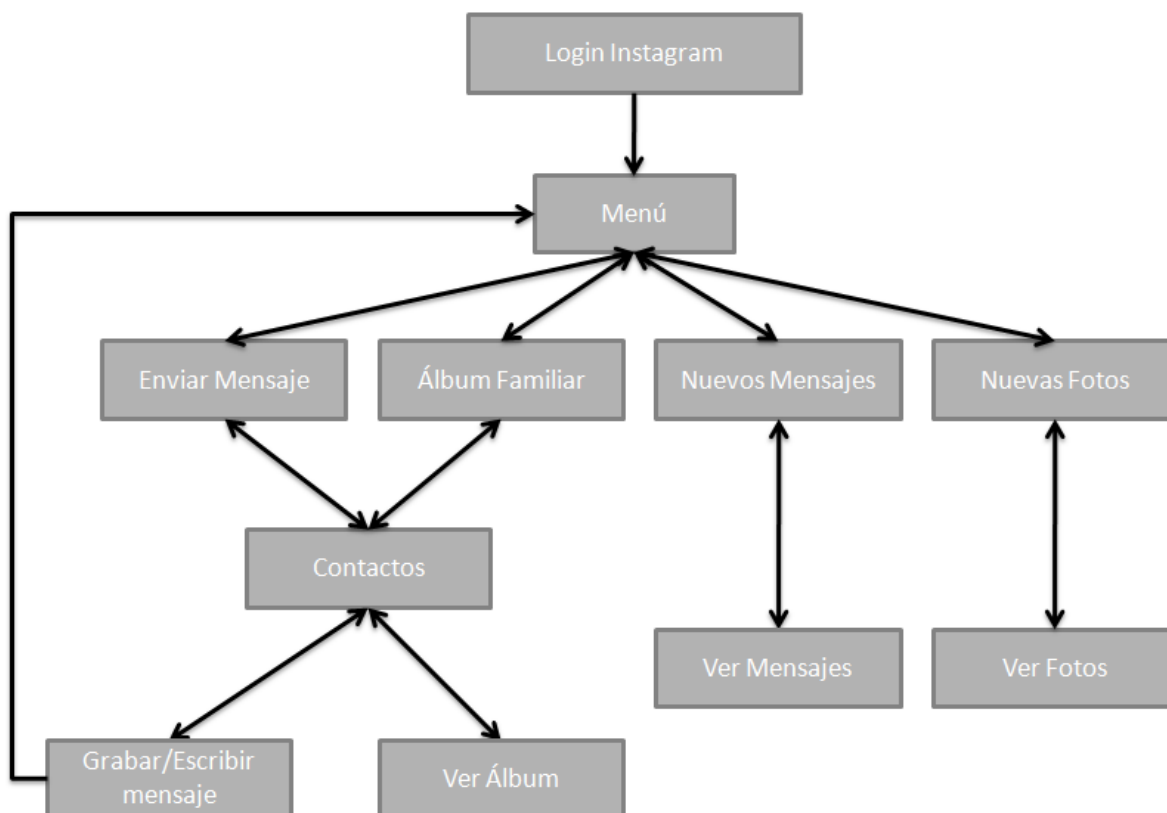 Login Instagram
Menú
Enviar Mensaje
Álbum Familiar
Nuevos Mensajes
Nuevas Fotos
Contactos
Ver Mensajes
Ver Fotos
Grabar/Escribir
mensaje
Ver Álbum